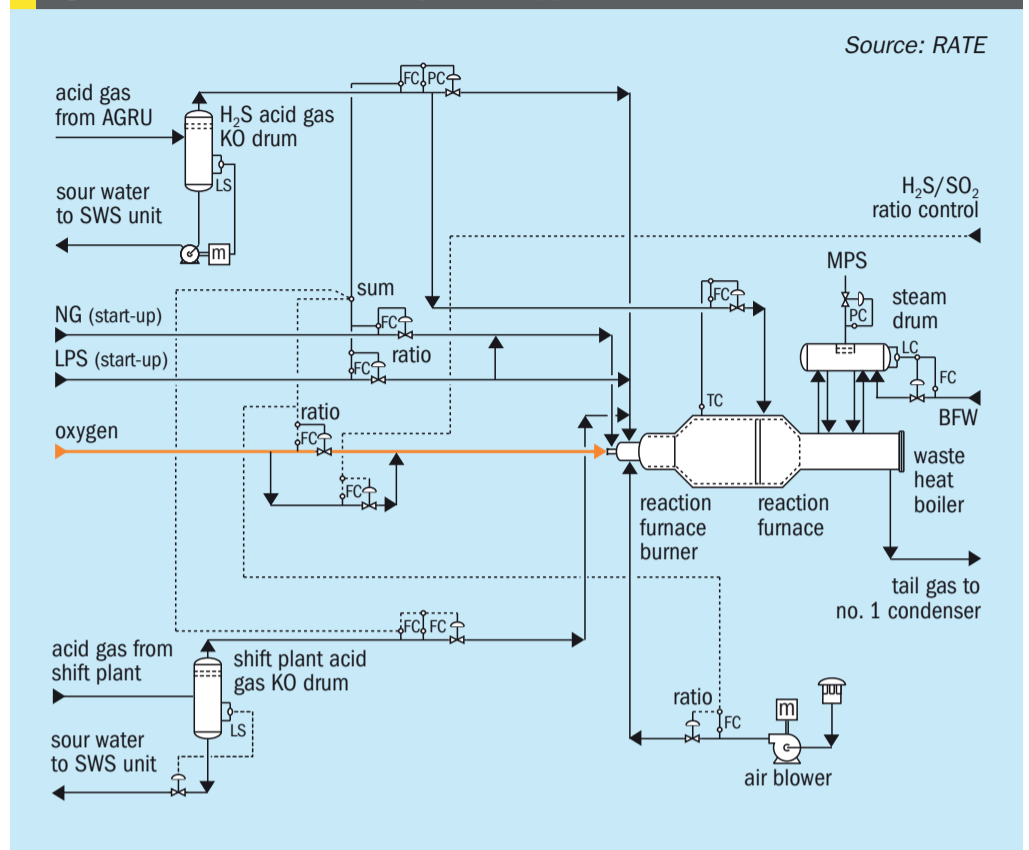 Source: RATE
FC
PC
acid gas
from AGRU
H₂S acid gas
KO drum
LS
sour water
to SWS unit
m
H₂S/SO₂
ratio control
MPS
sum
FC
steam
drum
PC
NG (start-up)
FC
ratio
LC
LPS (start-up)
FC
FC
BFW
TC
ratio
oxygen
FC
waste
heat
boiler
FC
reaction
furnace
burner
reaction
furnace
tail gas to
no. 1 condenser
FC
FC
acid gas from
shift plant
shift plant acid
gas KO drum
LS
ratio
m
FC
sour water
to SWS unit
air blower